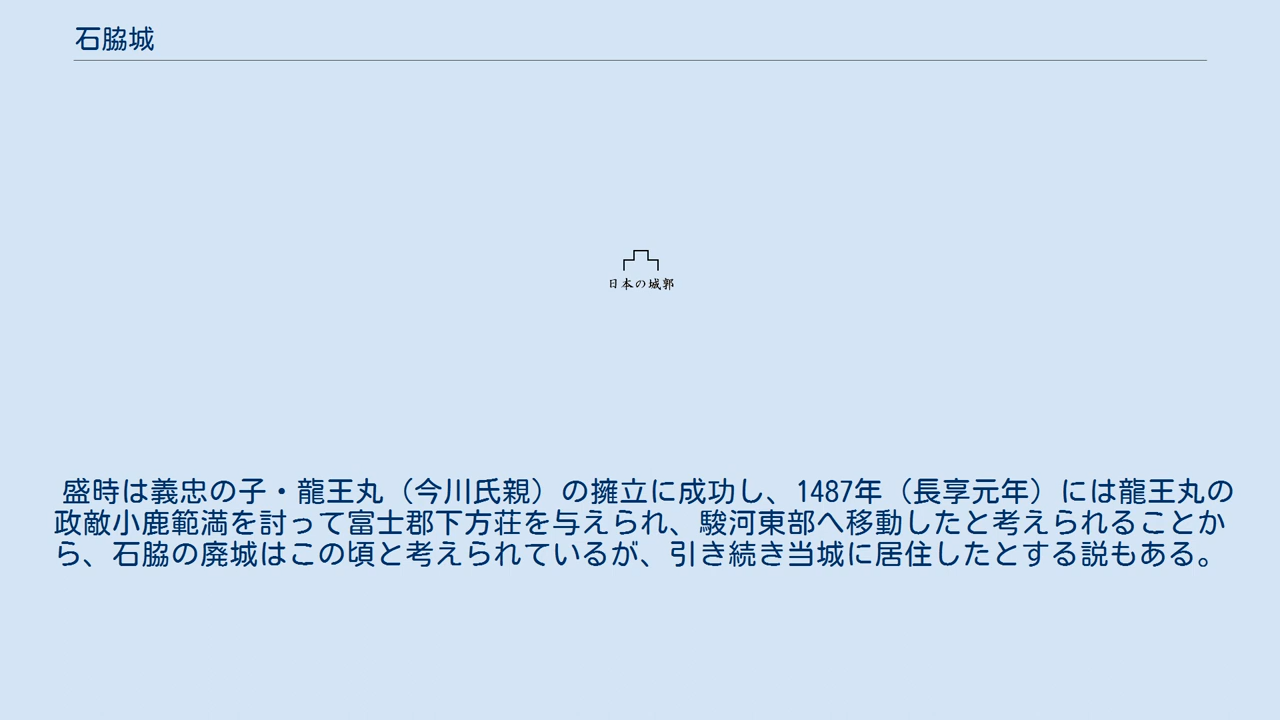 石脇城
日本の城郭
盛時は義忠の子・龍王丸（今川氏親）の擁立に成功し、1487年（長享元年）には龍王丸の
政敵小鹿範満を討って富士郡下方荘を与えられ、駿河東部へ移動したと考えられることか
ら、石脇の廃城はこの頃と考えられているが、引き続き当城に居住したとする説もある。